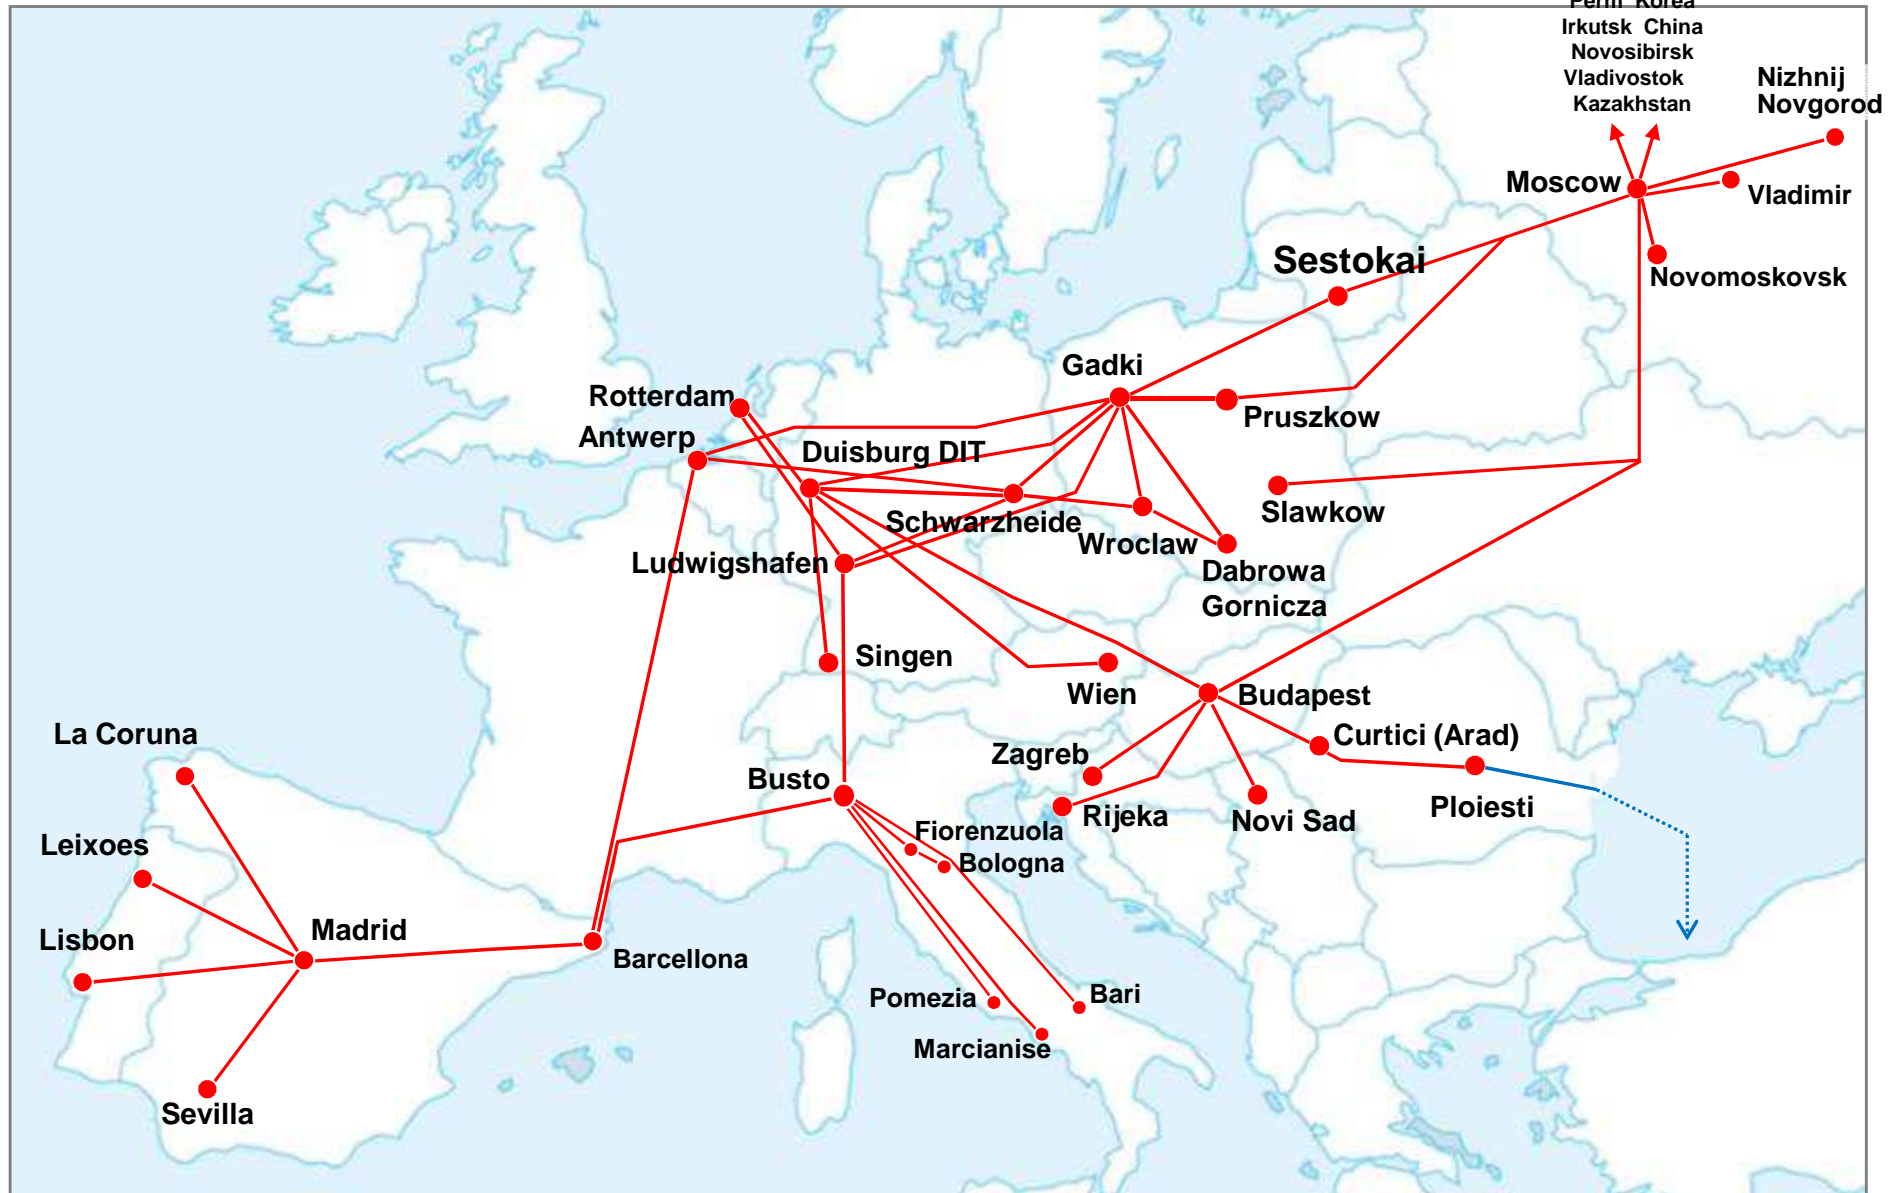 Perm Korea
Irkutsk China
Novosibirsk
Vladivostok
Kazakhstan
Nizhnij
Novgorod
Moscow
Vladimir
Sestokai
Novomoskovsk
Gadki
Rotterdam
Pruszkow
Antwerp
Duisburg DIT
Slawkow
Schwarzheide
Wroclaw
Ludwigshafen
Dabrowa
Gornicza
Singen
Wien
Budapest
La Coruna
Curtici (Arad)
Zagreb
Busto
Ploiesti
Rijeka
Novi Sad
Fiorenzuola
Leixoes
Bologna
Madrid
Lisbon
Barcellona
Pomezia
Bari
Marcianise
Sevilla